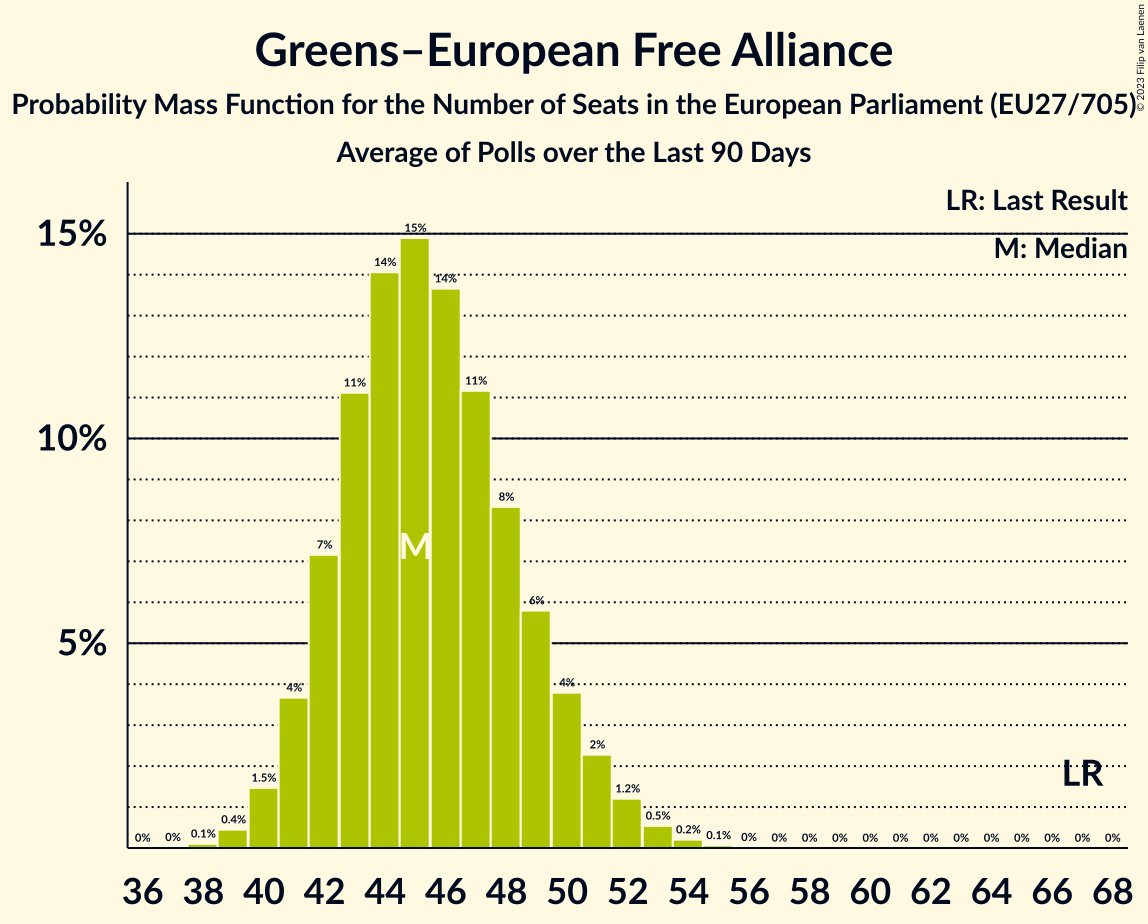 Greens–European Free Alliance
Probability Mass Function for the Number of Seats in the European Parliament (EU27/705)
Average of Polls over the Last 90 Days
© 2023 Filip van Laenen
LR: Last Result
M: Median
15%
10%
5%
0% 0% 0.1% 0.4% 1.5% 4% 7% 11% 14% 15% 14% 11% 8% 6% 4% 2% 1.2% 0.5% 0.2% 0.1% 0% 0% 0% 0% 0% 0% 0% 0% 0% 0% 0% 0% 0%
M
LR
36 38 40 42 44 46 48 50 52 54 56 58 60 62 64 66 68